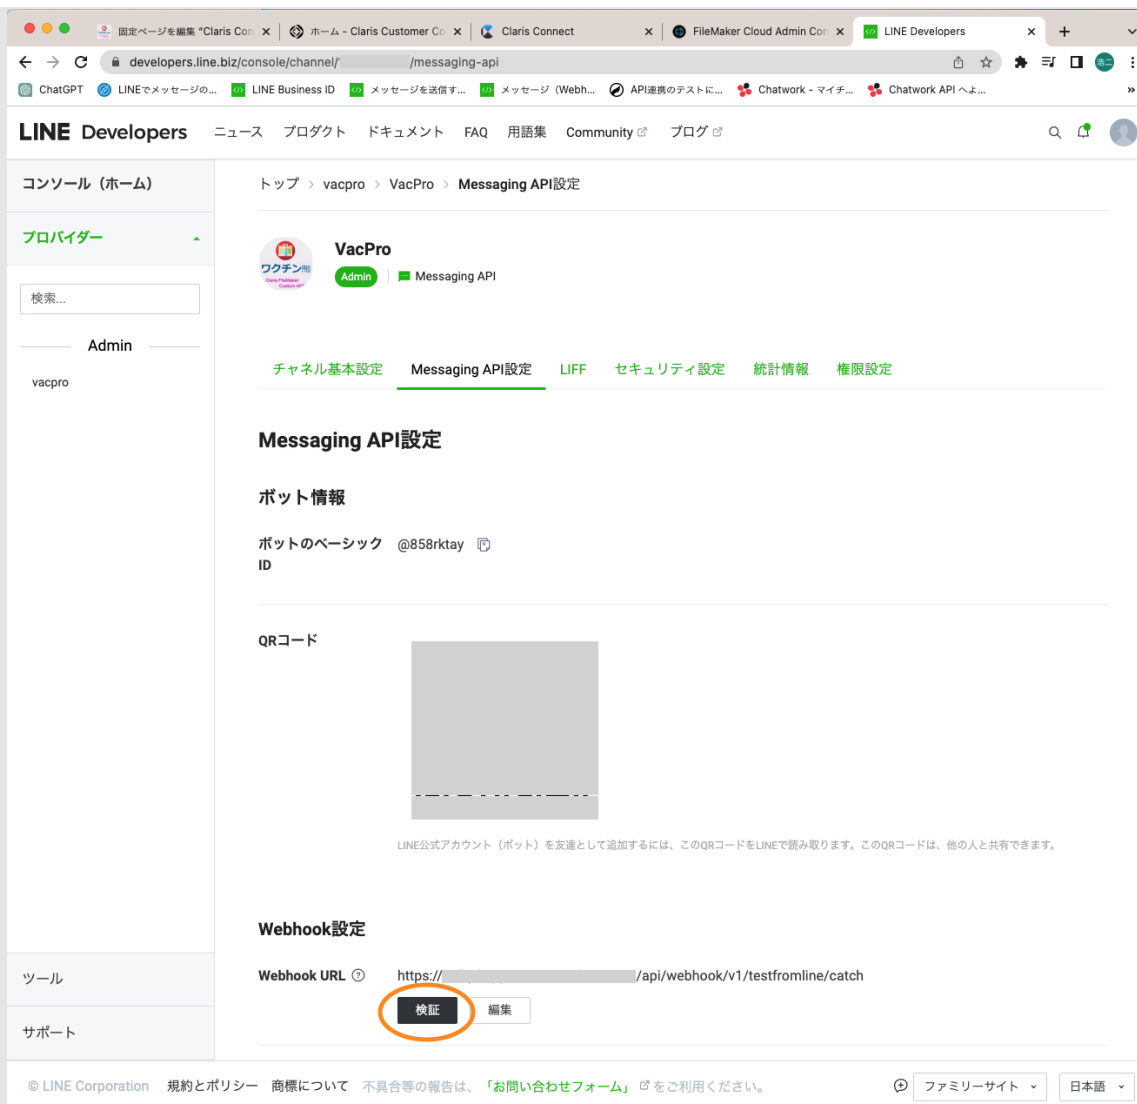 固定ページを編集 "Claris Con
ホーム - Claris Customer Co
Claris Connect
FileMaker Cloud Admin Con
LINE Developers
developers.line.biz/console/channel/
/messaging-api
ChatGPT
LINEでメッセージの...
LINE Business ID
メッセージを送信す...
メッセージ（Webh...
API連携のテストに...
Chatwork - マイチ...
Chatwork API へよ...
»
LINE Developers
ニュース
プロダクト
ドキュメント
FAQ
用語集
Community
ブログ
コンソール（ホーム）
プロバイダー
検索...
Admin
vacpro
トップ > vacpro > VacPro > Messaging API設定
ワクチン
VacPro
Admin
Messaging API
チャネル基本設定
Messaging API設定
LIFF
セキュリティ設定
統計情報
権限設定
Messaging API設定
ボット情報
ボットのベーシックID
@858rktay
QRコード
LINE公式アカウント（ボット）を友達として追加するには、このQRコードをLINEで読み取ります。このQRコードは、他の人と共有できます。
Webhook設定
Webhook URL
https://
/api/webhook/v1/testfromline/catch
検証
編集
ツール
サポート
© LINE Corporation
規約とポリシー
商標について
不具合等の報告は、「お問い合わせフォーム」をご利用ください。
ファミリーサイト
日本語